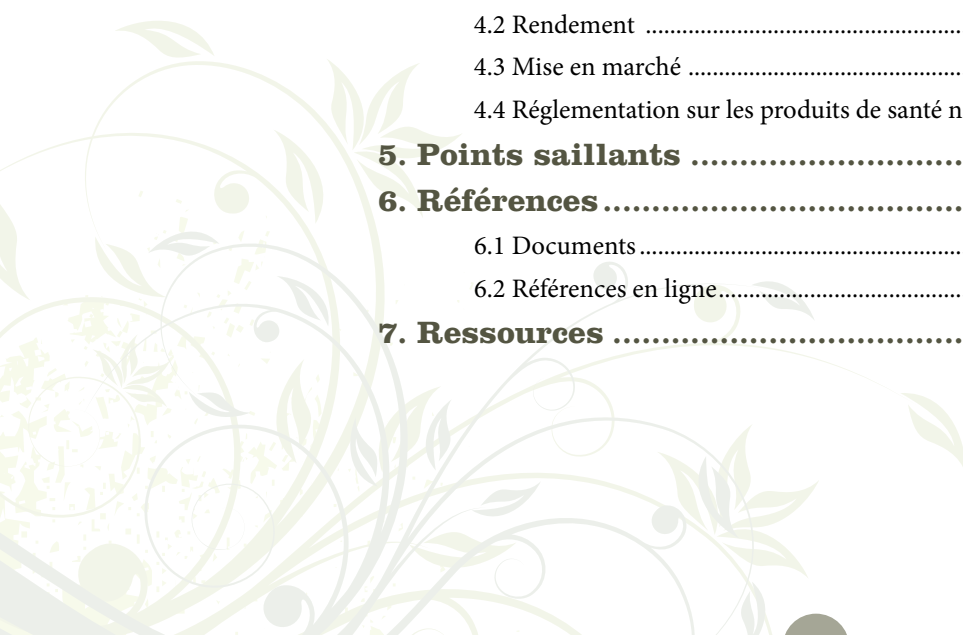 4.2 Rendement ..................................................
4.3 Mise en marché ...........................................
4.4 Réglementation sur les produits de santé n
5. Points saillants ............................
6. Références.....................................
6.1 Documents....................................................
6.2 Références en ligne.......................................
7. Ressources ....................................